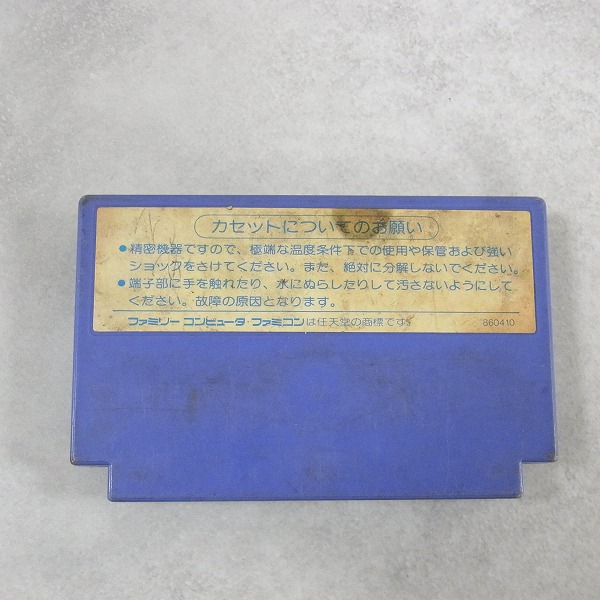 カセットについてのお願い
●精密機器ですので、極端な温度条件下での使用や保管および強い
ショックをさけてください。また、絶対に分解しないでください。
●端子部に手を触れたり、水にぬらしたりして汚さないようにして
ください。故障の原因となります。
ファミリー コンピュータ・ファミコンは任天堂の商標です。
860410